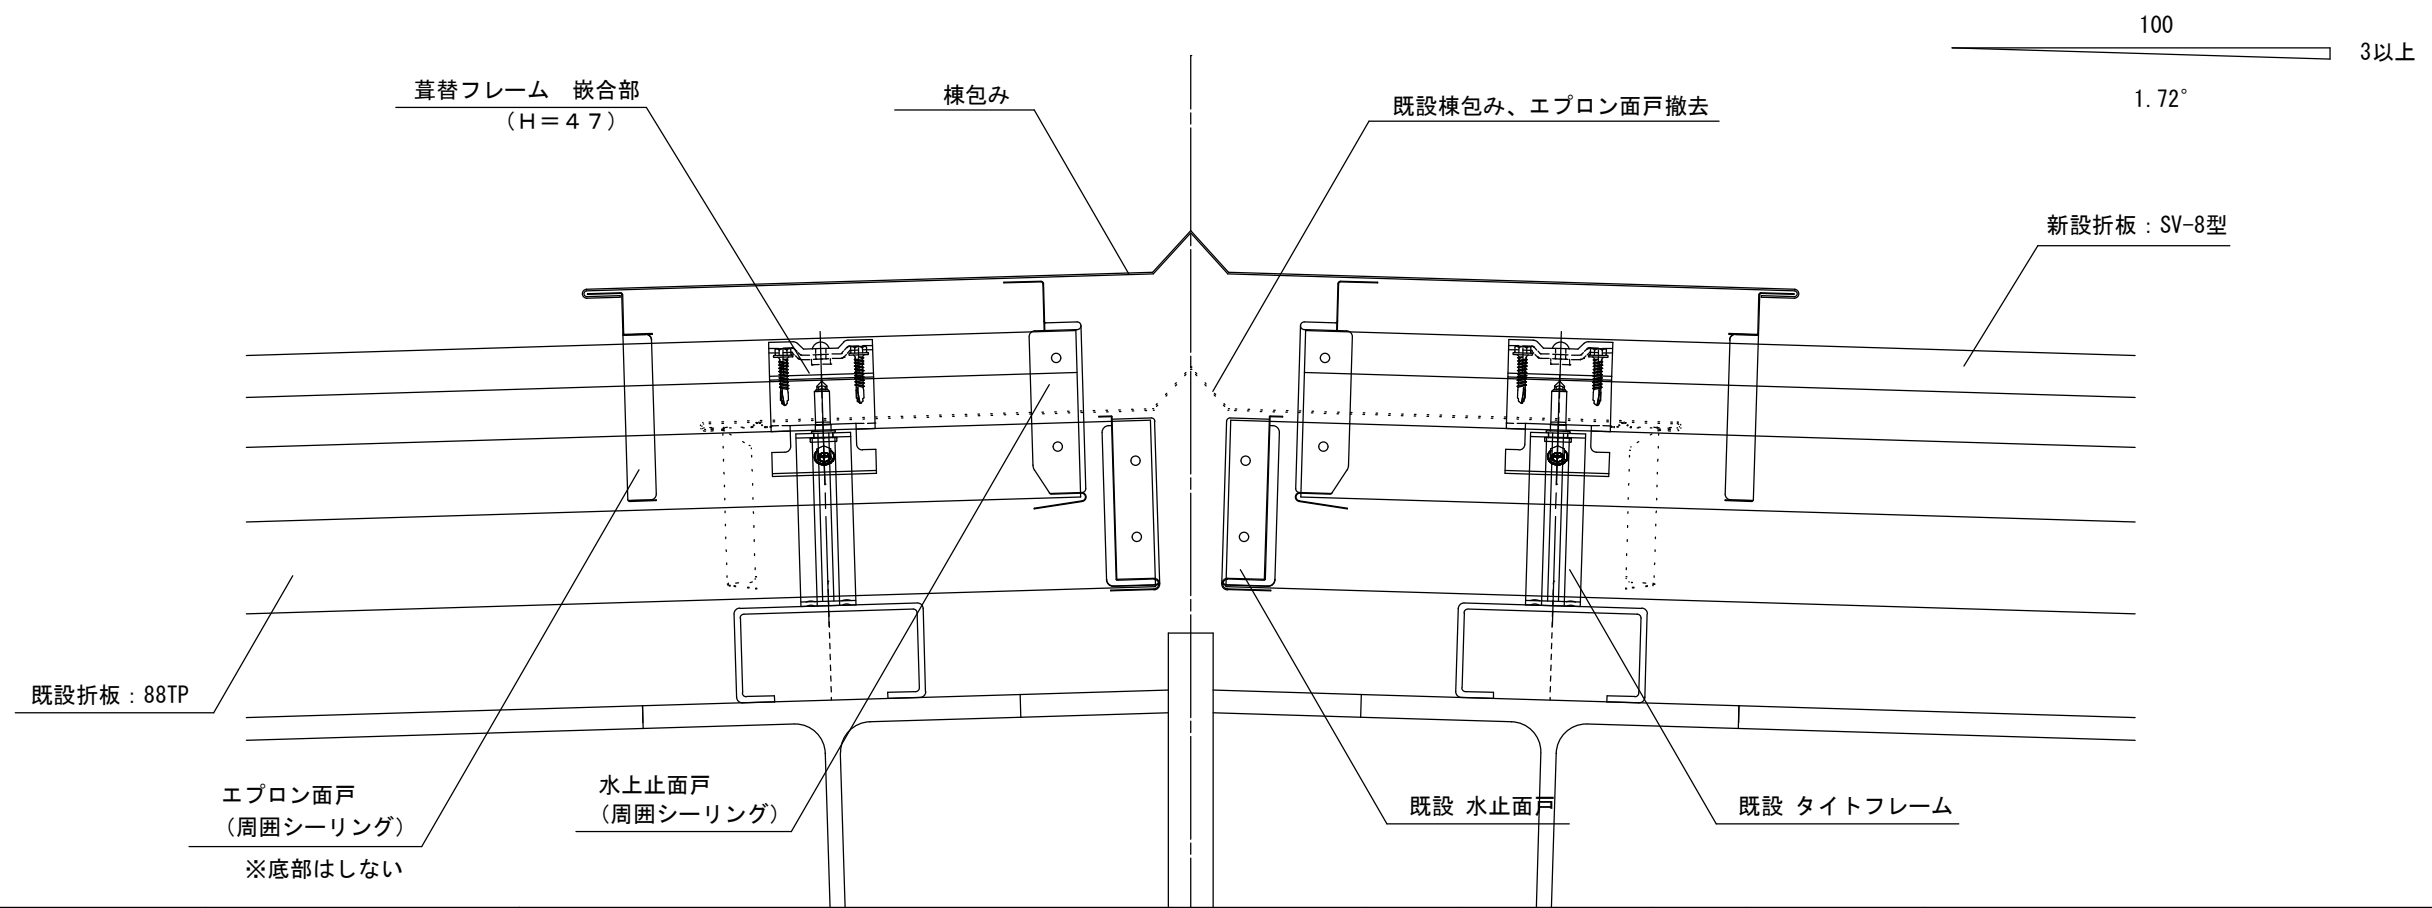 100
3以上
1.72°
葺替フレーム 嵌合部
（H＝47）
棟包み
既設棟包み、エプロン面戸撤去
新設折板：SV-8型
既設折板：88TP
エプロン面戸
（周囲シーリング）
※底部はしない
水上止面戸
（周囲シーリング）
既設 水止面戸
既設 タイトフレーム